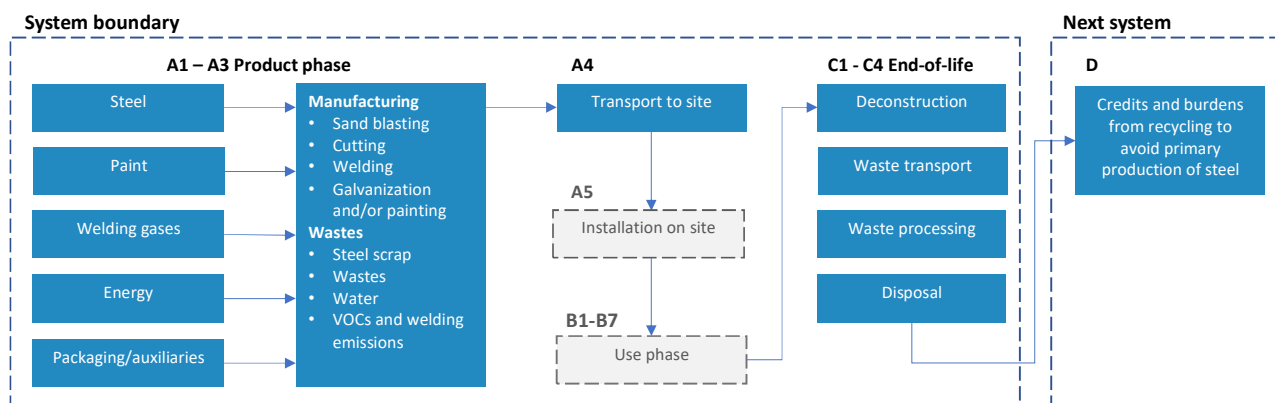 System boundary
Next system
A1 – A3 Product phase
A4
C1 - C4 End-of-life
D
Steel
Paint
Welding gases
Energy
Packaging/auxiliaries
Manufacturing
• Sand blasting
• Cutting
• Welding
• Galvanization
and/or painting
Wastes
• Steel scrap
• Wastes
• Water
• VOCs and welding
emissions
Transport to site
A5
Installation on site
B1-B7
Use phase
Deconstruction
Waste transport
Waste processing
Disposal
Credits and burdens
from recycling to
avoid primary
production of steel